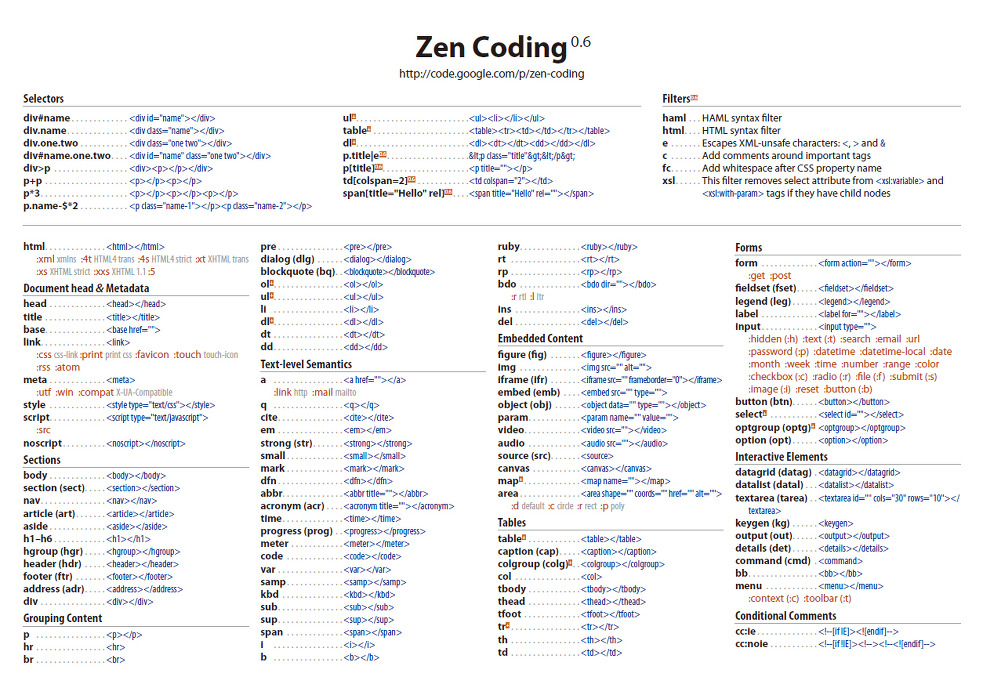 Zen Coding 0.6
http://code.google.com/p/zen-coding
Selectors
div#name <div id="name"></div>
div.name <div class="name"></div>
div.one.two <div class="one two"></div>
div#name.one.two <div id="name" class="one two"></div>
div>p <div><p></p></div>
p+p <p></p><p></p>
p*3 <p></p><p></p><p></p>
p.name-$*2 <p class="name-1"></p><p class="name-2"></p>
ul+ <ul><li></li></ul>
table+ <table><tr><td></td></tr></table>
dl+ <dl><dt></dt><dd></dd></dl>
p.title|e &lt;p class="title"&gt;&lt;/p&gt;
p[title] <p title=""></p>
td[colspan=2] <td colspan="2"></td>
span[title="Hello" rel] <span title="Hello" rel=""></span>
Filters
haml HAML syntax filter
html HTML syntax filter
e Escapes XML-unsafe characters: <, > and &
c Add comments around important tags
fc Add whitespace after CSS property name
xsl This filter removes select attribute from <xsl:variable> and
<xsl:with-param> tags if they have child nodes
html <html></html>
:xml xmlns :4t HTML4 trans :4s HTML4 strict :xt XHTML trans
:xs XHTML strict :xxs XHTML 1.1 :5
Document head & Metadata
head <head></head>
title <title></title>
base <base href="">
link <link>
:css css-link :print print css :favicon :touch touch-icon
:rss :atom
meta <meta>
:utf :win :compat X-UA-Compatible
style <style type="text/css"></style>
script <script type="text/javascript">
:src
noscript <noscript></noscript>
Sections
body <body></body>
section (sect) <section></section>
nav <nav></nav>
article (art) <article></article>
aside <aside></aside>
h1–h6 <h1></h1>
hgroup (hgr) <hgroup></hgroup>
header (hdr) <header></header>
footer (ftr) <footer></footer>
address (adr) <address></address>
div <div></div>
Grouping Content
p <p></p>
hr <hr>
br <br>
pre <pre></pre>
dialog (dlg) <dialog></dialog>
blockquote (bq) <blockquote></blockquote>
ol+ <ol></ol>
ul+ <ul></ul>
li <li></li>
dl+ <dl></dl>
dt <dt></dt>
dd <dd></dd>
Text-level Semantics
a <a href=""></a>
:link http :mail mailto
q <q></q>
cite <cite></cite>
em <em></em>
strong (str) <strong></strong>
small <small></small>
mark <mark></mark>
dfn <dfn></dfn>
abbr <abbr title=""></abbr>
acronym (acr) <acronym title=""></acronym>
time <time></time>
progress (prog) <progress></progress>
meter <meter></meter>
code <code></code>
var <var></var>
samp <samp></samp>
kbd <kbd></kbd>
sub <sub></sub>
sup <sup></sup>
span <span></span>
i <i></i>
b <b></b>
ruby <ruby></ruby>
rt <rt></rt>
rp <rp></rp>
bdo <bdo dir=""></bdo>
:r rtl :l ltr
ins <ins></ins>
del <del></del>
Embedded Content
figure (fig) <figure></figure>
img <img src="" alt="">
iframe (ifr) <iframe src="" frameborder="0"></iframe>
embed (emb) <embed src="" type="">
object (obj) <object data="" type=""></object>
param <param name="" value="">
video <video src=""></video>
audio <audio src=""></audio>
source (src) <source>
canvas <canvas></canvas>
map+ <map name=""></map>
area <area shape="" coords="" href="" alt="">
:d default :c circle :r rect :p poly
Tables
table+ <table></table>
caption (cap) <caption></caption>
colgroup (colg)+ <colgroup></colgroup>
col <col>
tbody <tbody></tbody>
thead <thead></thead>
tfoot <tfoot></tfoot>
tr+ <tr></tr>
th <th></th>
td <td></td>
Forms
form <form action=""></form>
:get :post
fieldset (fset) <fieldset></fieldset>
legend (leg) <legend></legend>
label <label for=""></label>
input <input type="">
:hidden (:h) :text (:t) :search :email :url
:password (:p) :datetime :datetime-local :date
:month :week :time :number :range :color
:checkbox (:c) :radio (:r) :file (:f) :submit (:s)
:image (:i) :reset :button (:b)
button (btn) <button></button>
select+ <select id=""></select>
optgroup (optg)+ <optgroup></optgroup>
option (opt) <option></option>
Interactive Elements
datagrid (datag) <datagrid></datagrid>
datalist (datal) <datalist></datalist>
textarea (tarea) <textarea id="" cols="30" rows="10"></
textarea>
keygen (kg) <keygen>
output (out) <output></output>
details (det) <details></details>
command (cmd) <command>
bb <bb></bb>
menu <menu></menu>
:context (:c) :toolbar (:t)
Conditional Comments
cc:ie <!--[if IE]><![endif]-->
cc:noie <!--[if !IE]><!--><!--<![endif]-->